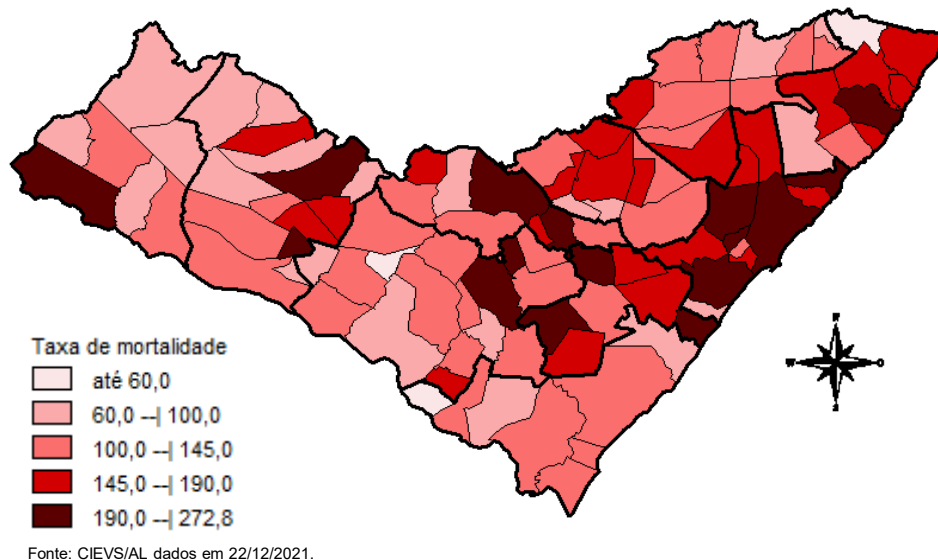 Taxa de mortalidade
até 60,0
60,0 --| 100,0
100,0 --| 145,0
145,0 --| 190,0
190,0 --| 272,8
Fonte: CIEVS/AL dados em 22/12/2021.